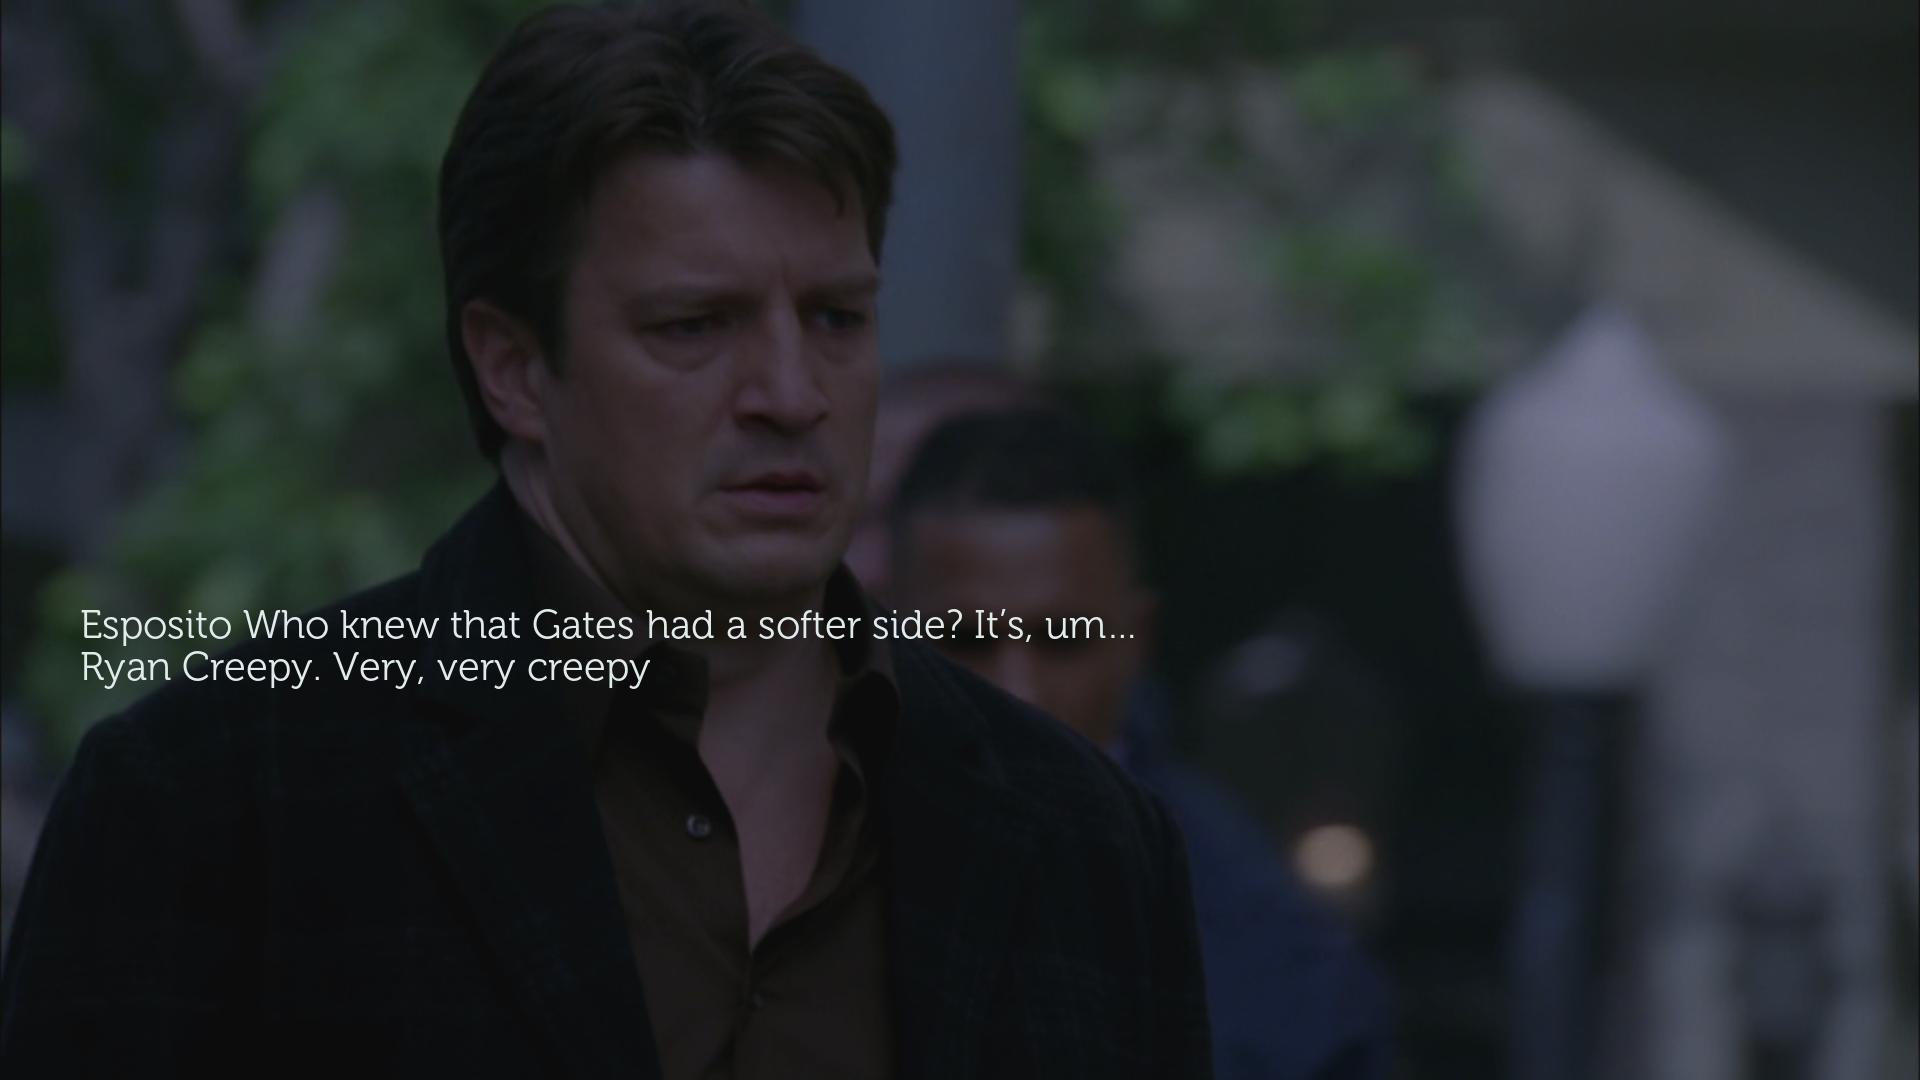 Esposito Who knew that Gates had a softer side? It’s, um...
Ryan Creepy. Very, very creepy